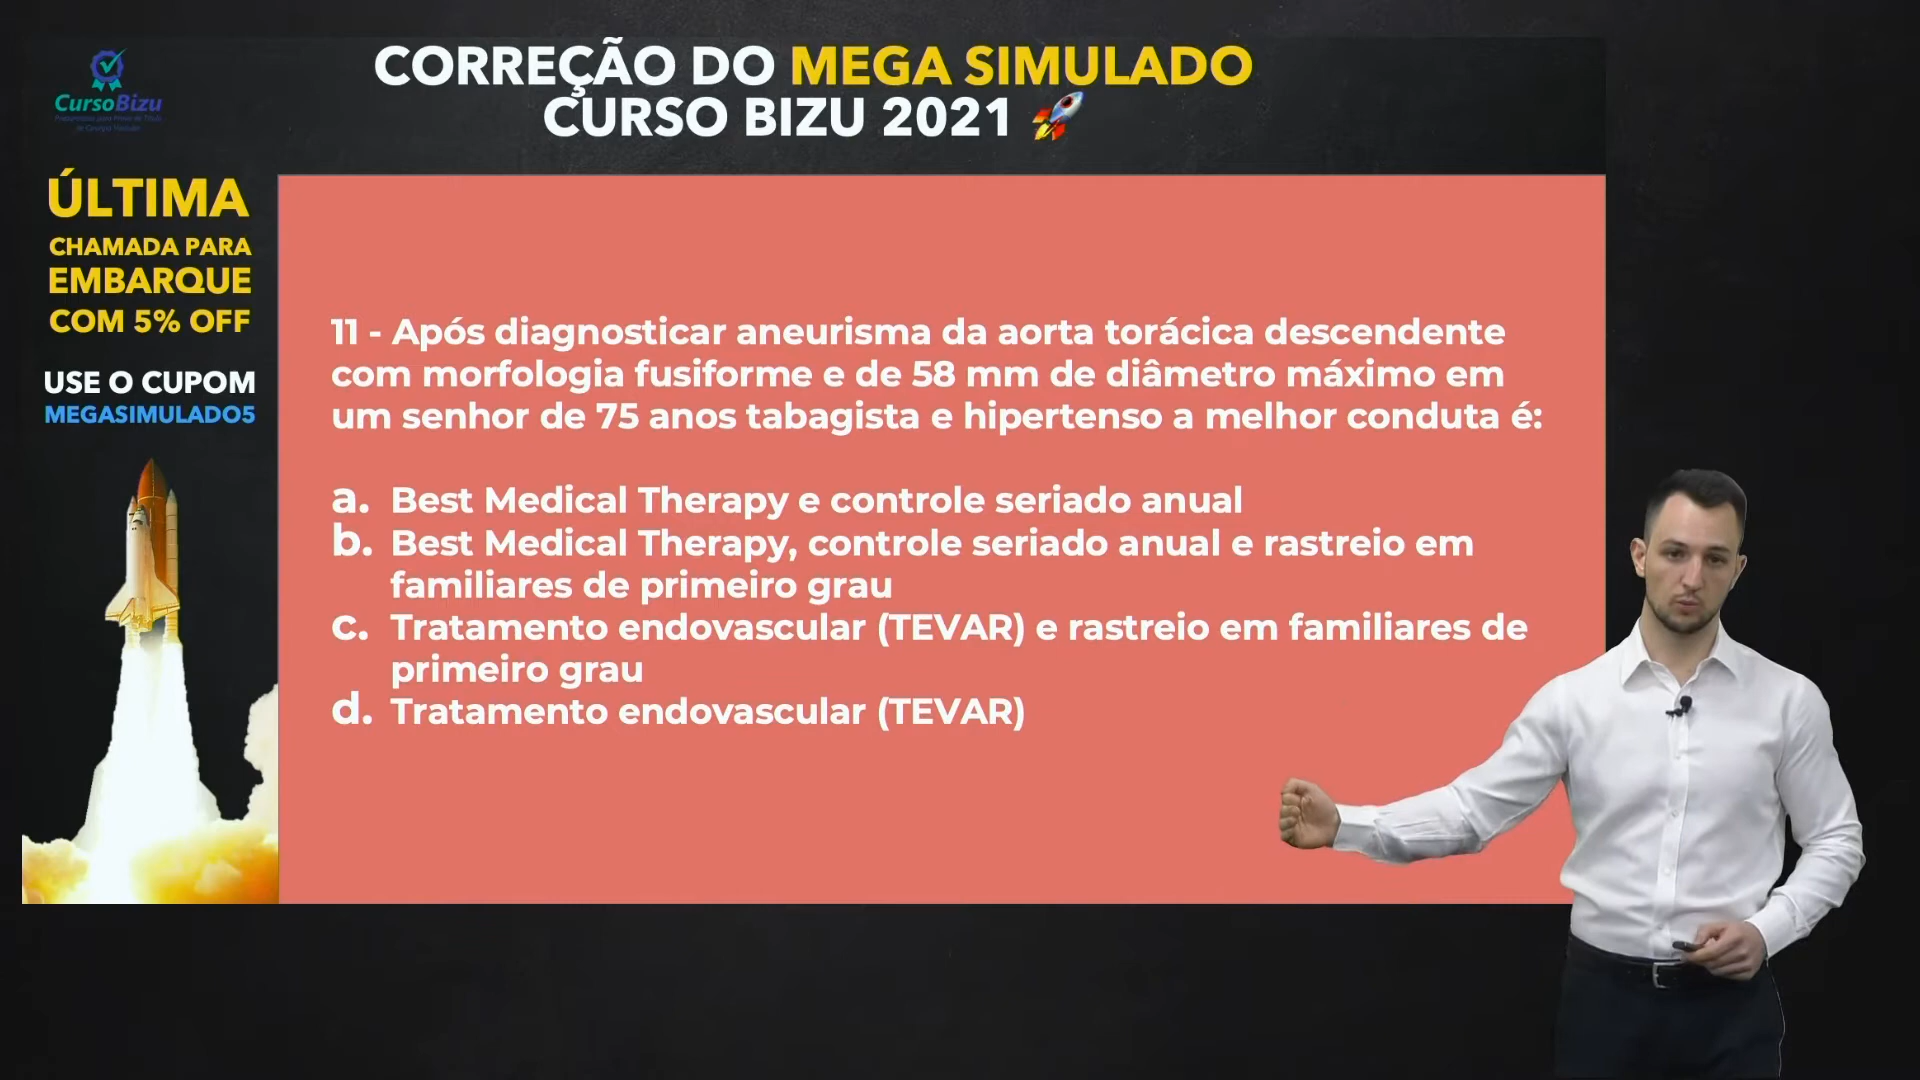 CORREÇÃO DO MEGA SIMULADO
CURSO BIZU 2021
CursoBizu
ÚLTIMA
CHAMADA PARA
EMBARQUE
COM 5% OFF
USE O CUPOM
MEGASIMULADO5
11 - Após diagnosticar aneurisma da aorta torácica descendente
com morfologia fusiforme e de 58 mm de diâmetro máximo em
um senhor de 75 anos tabagista e hipertenso a melhor conduta é:
a. Best Medical Therapy e controle seriado anual
b. Best Medical Therapy, controle seriado anual e rastreio em
familiares de primeiro grau
c. Tratamento endovascular (TEVAR) e rastreio em familiares de
primeiro grau
d. Tratamento endovascular (TEVAR)